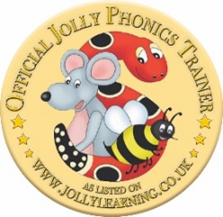 OFFICIAL JOLLY PHONICS TRAINER
AS LISTED ON
WWW.JOLLYLEARNING.CO.UK